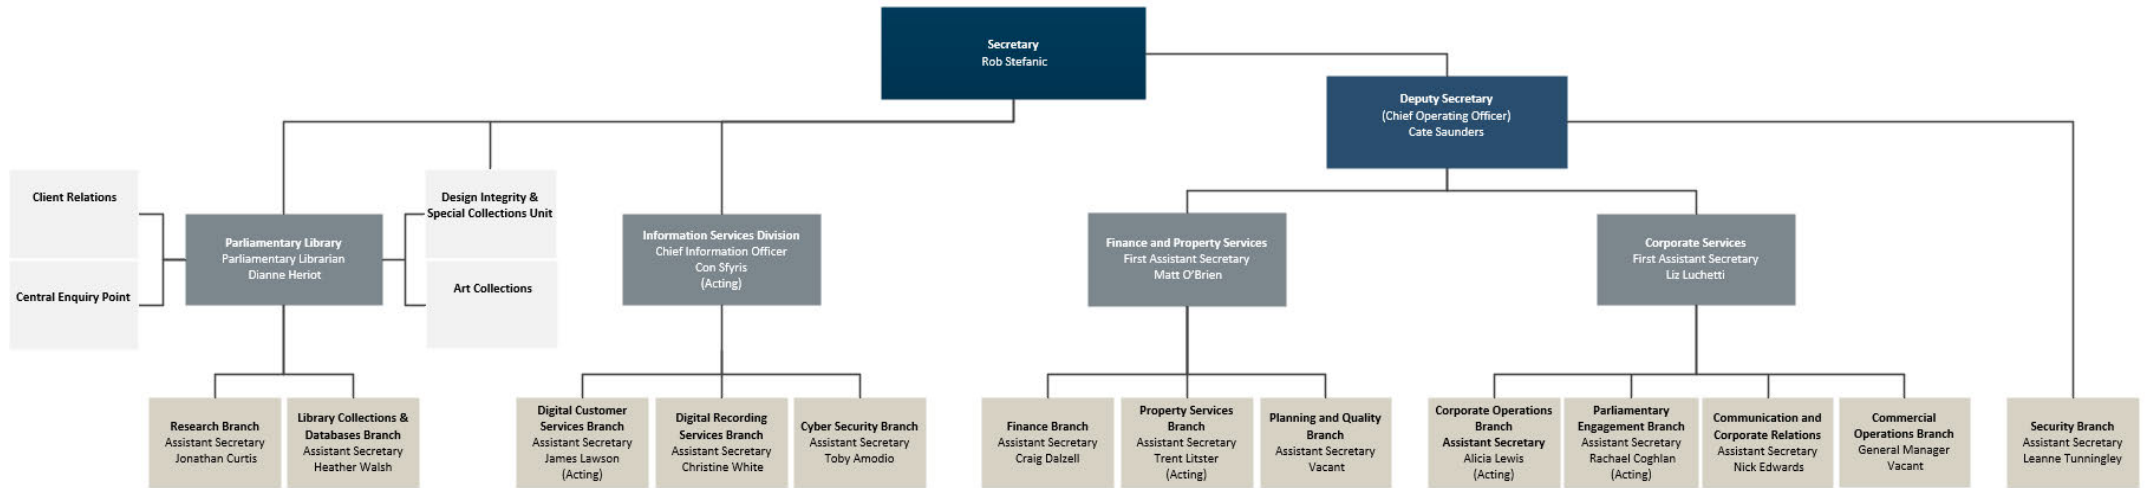 Secretary
Rob Stefanic
Deputy Secretary
(Chief Operating Officer)
Cate Saunders
Client Relations
Central Enquiry Point
Design Integrity &
Special Collections Unit
Art Collections
Parliamentary Library
Parliamentary Librarian
Dianne Heriot
Information Services Division
Chief Information Officer
Con Sfyris
(Acting)
Finance and Property Services
First Assistant Secretary
Matt O'Brien
Corporate Services
First Assistant Secretary
Liz Luchetti
Research Branch
Assistant Secretary
Jonathan Curtis
Library Collections &
Databases Branch
Assistant Secretary
Heather Walsh
Digital Customer
Services Branch
Assistant Secretary
James Lawson
(Acting)
Digital Recording
Services Branch
Assistant Secretary
Christine White
Cyber Security Branch
Assistant Secretary
Toby Amodio
Finance Branch
Assistant Secretary
Craig Dalzell
Property Services
Branch
Assistant Secretary
Trent Litster
(Acting)
Planning and Quality
Branch
Assistant Secretary
Vacant
Corporate Operations
Branch
Assistant Secretary
Alicia Lewis
(Acting)
Parliamentary
Engagement Branch
Assistant Secretary
Rachael Coghlan
(Acting)
Communication and
Corporate Relations
Assistant Secretary
Nick Edwards
Commercial
Operations Branch
General Manager
Vacant
Security Branch
Assistant Secretary
Leanne Tunningley